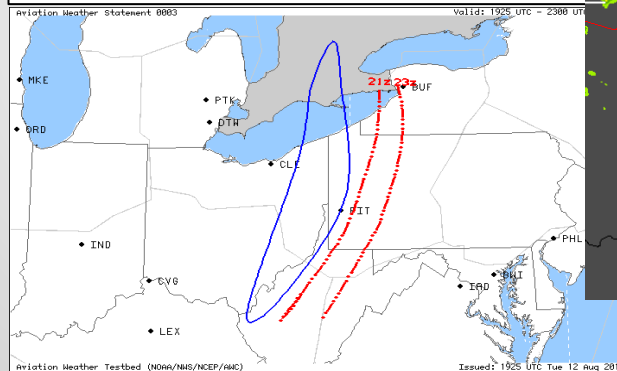 Aviation Weather Statement 0003
Valid: 1925 UTC - 2300 UTC
21z 23z
BUF
MKE
PTK
ORD
DTW
CLE
PIT
PHL
IND
BWI
CVG
IAD
LEX
Aviation Weather Testbed (NOAA/NWS/NCEP/AWC)
Issued: 1925 UTC Tue 12 Aug 201